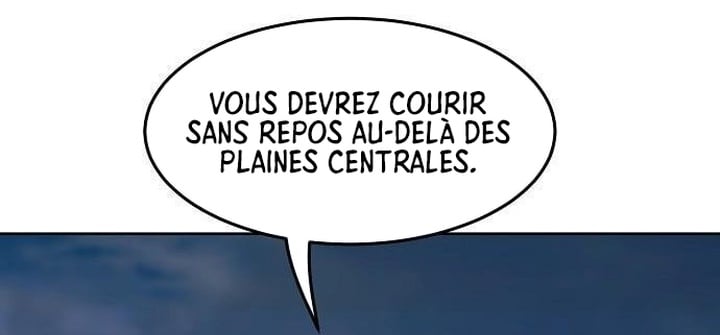 VOUS DEVREZ COURIR
SANS REPOS AU-DELÀ DES
PLAINES CENTRALES.